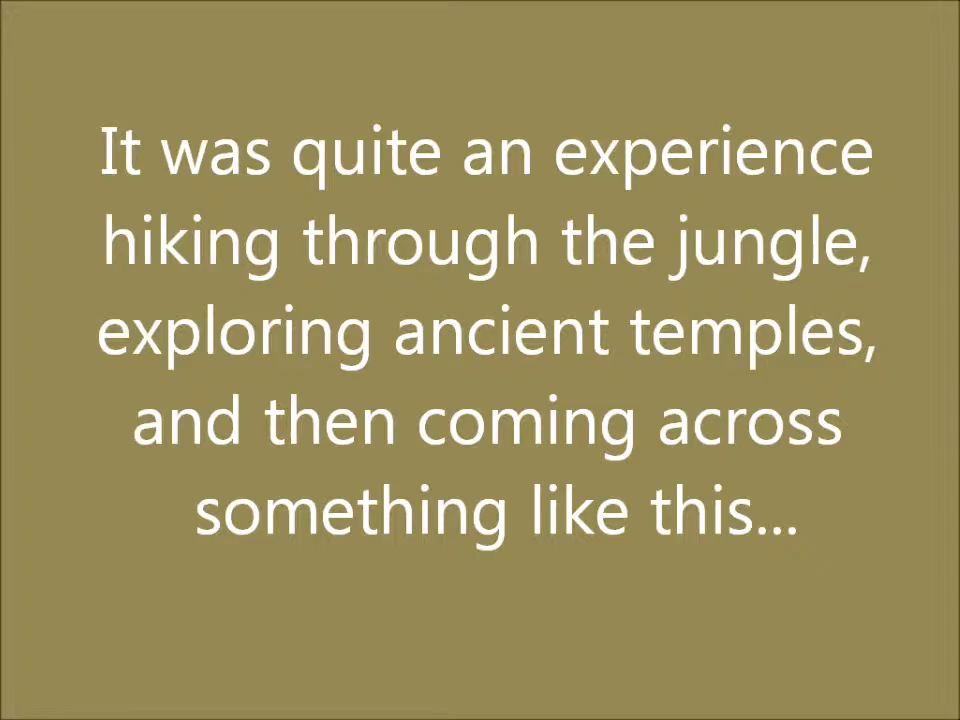 It was quite an experience
hiking through the jungle,
exploring ancient temples,
and then coming across
something like this...